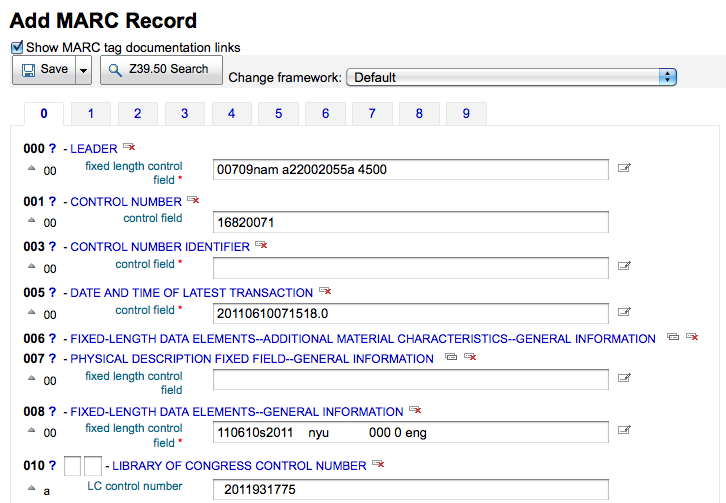 Add MARC Record
Show MARC tag documentation links
Save Z39.50 Search Change framework: Default
0 1 2 3 4 5 6 7 8 9
000 ? - LEADER
00 fixed length control field * 00709nam a22002055a 4500
001 ? - CONTROL NUMBER
00 control field 16820071
003 ? - CONTROL NUMBER IDENTIFIER
00 control field *
005 ? - DATE AND TIME OF LATEST TRANSACTION
00 control field * 20110610071518.0
006 ? - FIXED-LENGTH DATA ELEMENTS--ADDITIONAL MATERIAL CHARACTERISTICS--GENERAL INFORMATION
007 ? - PHYSICAL DESCRIPTION FIXED FIELD--GENERAL INFORMATION
00 fixed length control field
008 ? - FIXED-LENGTH DATA ELEMENTS--GENERAL INFORMATION
00 fixed length control field * 110610s2011 nyu 000 0 eng
010 ? - LIBRARY OF CONGRESS CONTROL NUMBER
a LC control number 2011931775